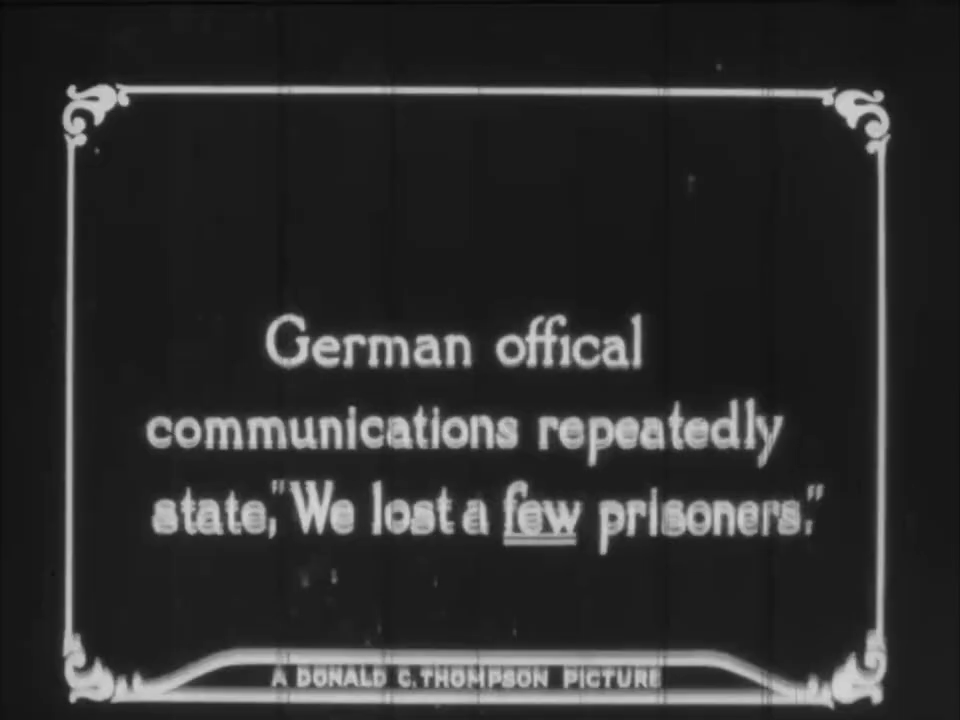 German offical
communications repeatedly
state,"We lost a few prisoners."
A DONALD C. THOMPSON PICTURE